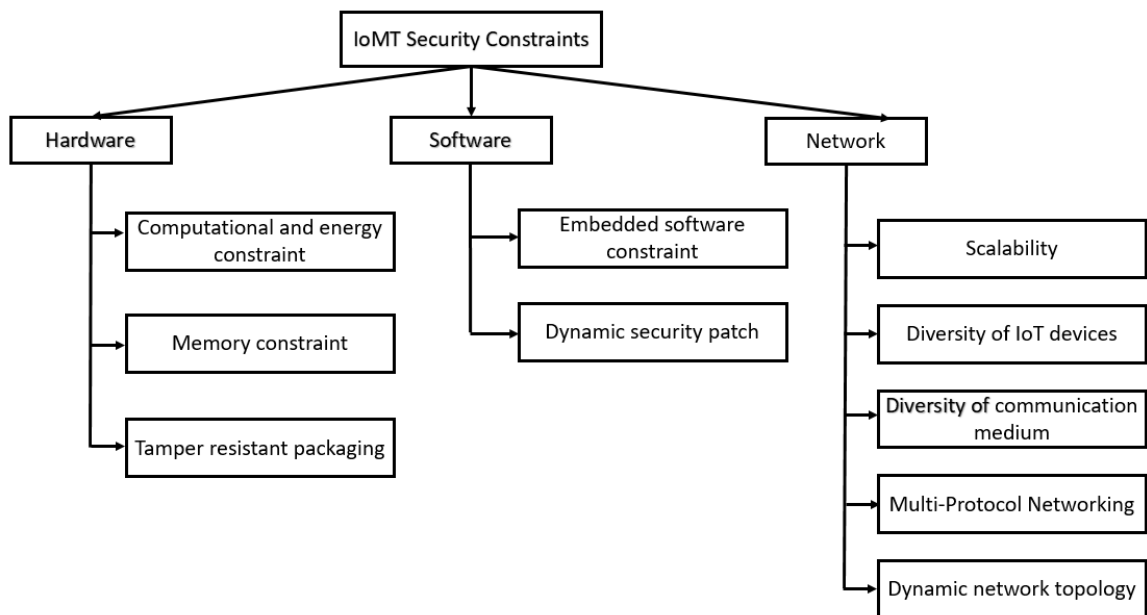 IoMT Security Constraints
Hardware
Software
Network
Computational and energy
constraint
Memory constraint
Tamper resistant packaging
Embedded software
constraint
Dynamic security patch
Scalability
Diversity of IoT devices
Diversity of communication
medium
Multi-Protocol Networking
Dynamic network topology